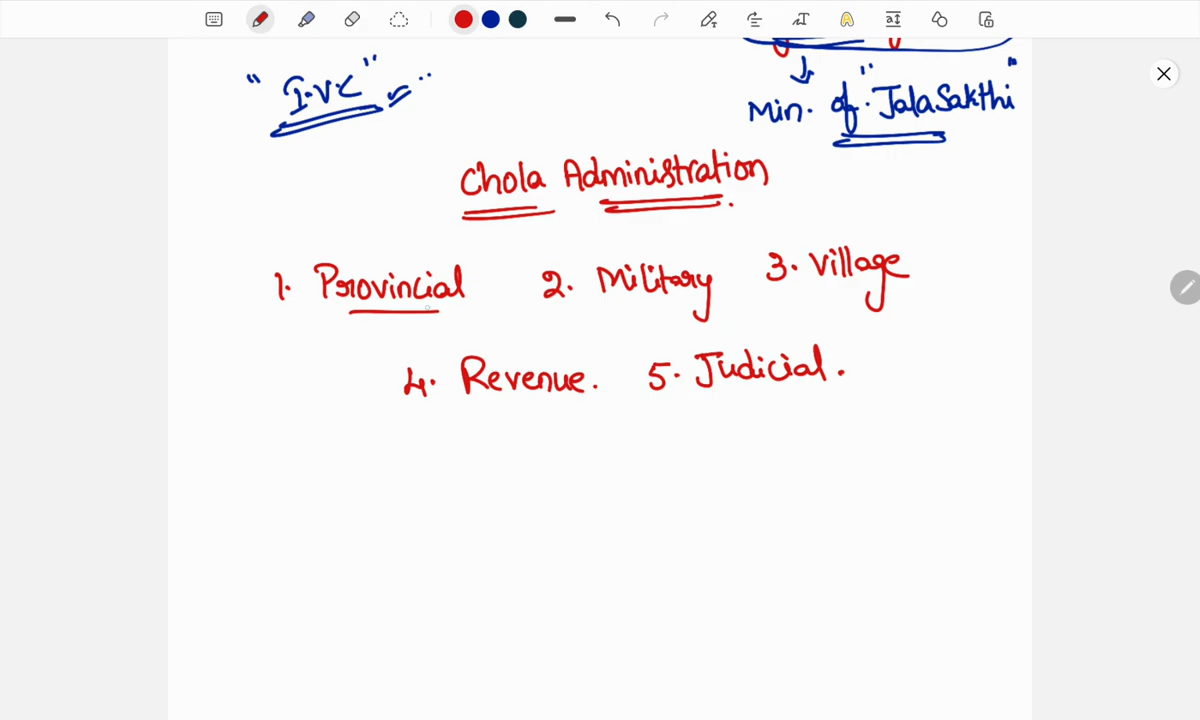 "I.V.C"
Min. of "JalaSakthi"
Chola Administration.
1. Provincial 2. Military 3. Village
4. Revenue. 5. Judicial.